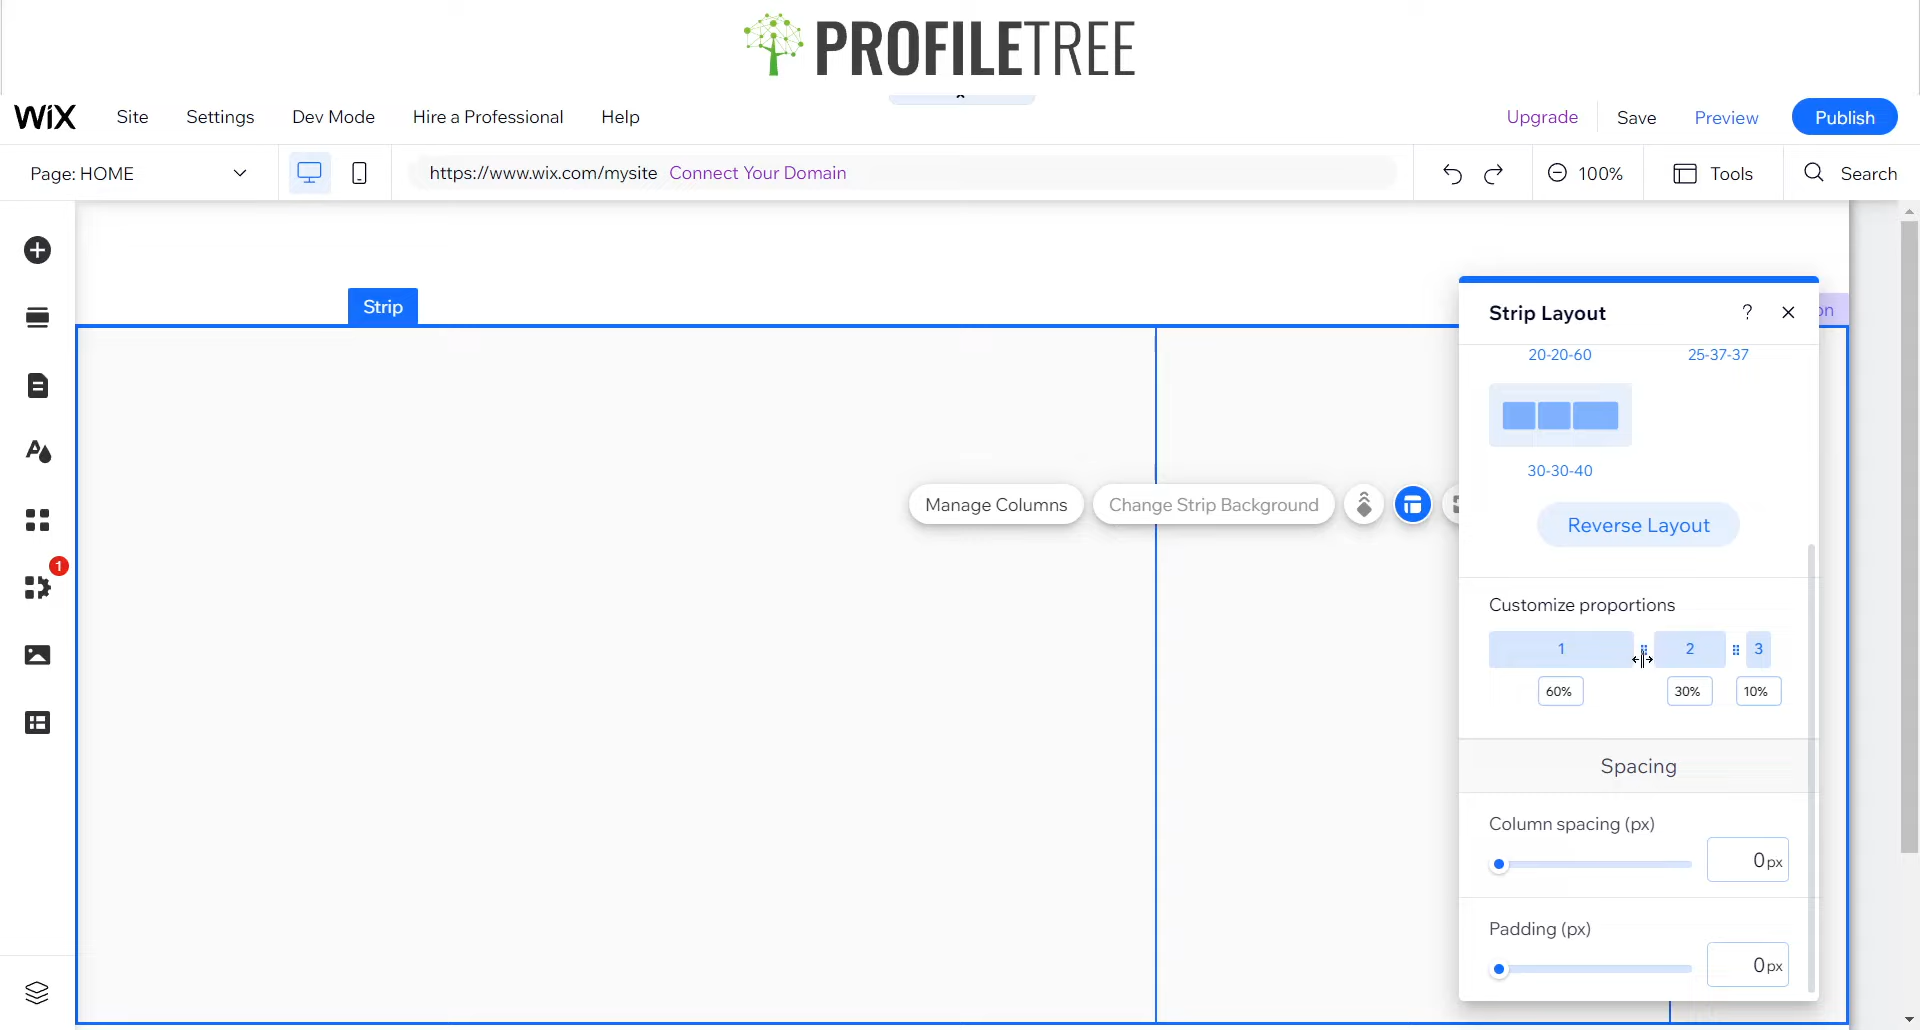 PROFILETREE
WiX Site Settings Dev Mode Hire a Professional Help Upgrade Save Preview Publish
Page: HOME https://www.wix.com/mysite Connect Your Domain 100% Tools Search
Strip
on
Strip Layout ?
20-20-60 25-37-37
30-30-40
Manage Columns Change Strip Background
Reverse Layout
1
Customize proportions
1 2 3
60% 30% 10%
Spacing
Column spacing (px)
0px
Padding (px)
0px